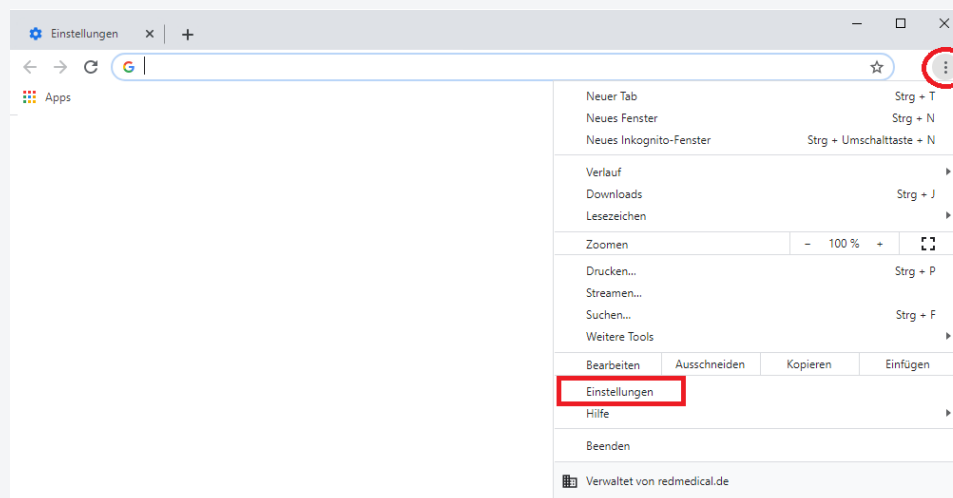 Einstellungen
Apps
Neuer Tab Strg + T
Neues Fenster Strg + N
Neues Inkognito-Fenster Strg + Umschalttaste + N
Verlauf
Downloads Strg + J
Lesezeichen
Zoomen - 100 % +
Drucken... Strg + P
Streamen...
Suchen... Strg + F
Weitere Tools
Bearbeiten Ausschneiden Kopieren Einfügen
Einstellungen
Hilfe
Beenden
Verwaltet von redmedical.de